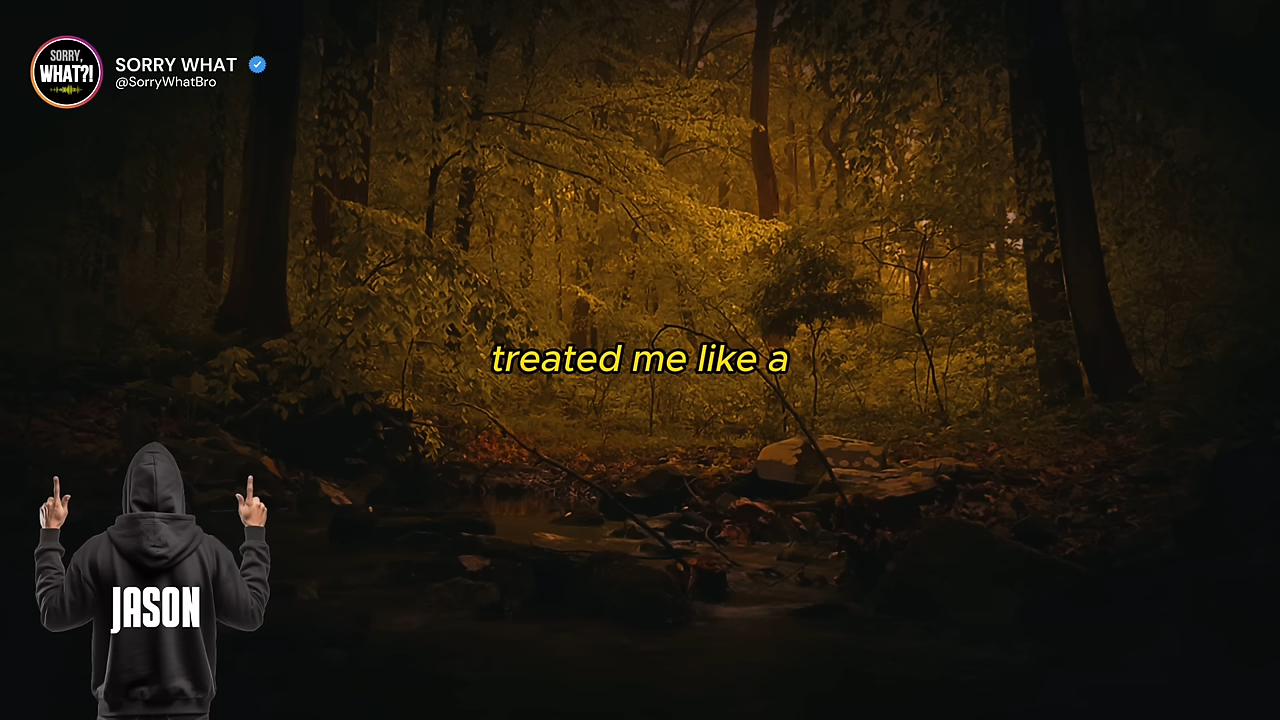 SORRY,
WHAT?!
SORRY WHAT
@SorryWhatBro
treated me like a
JASON